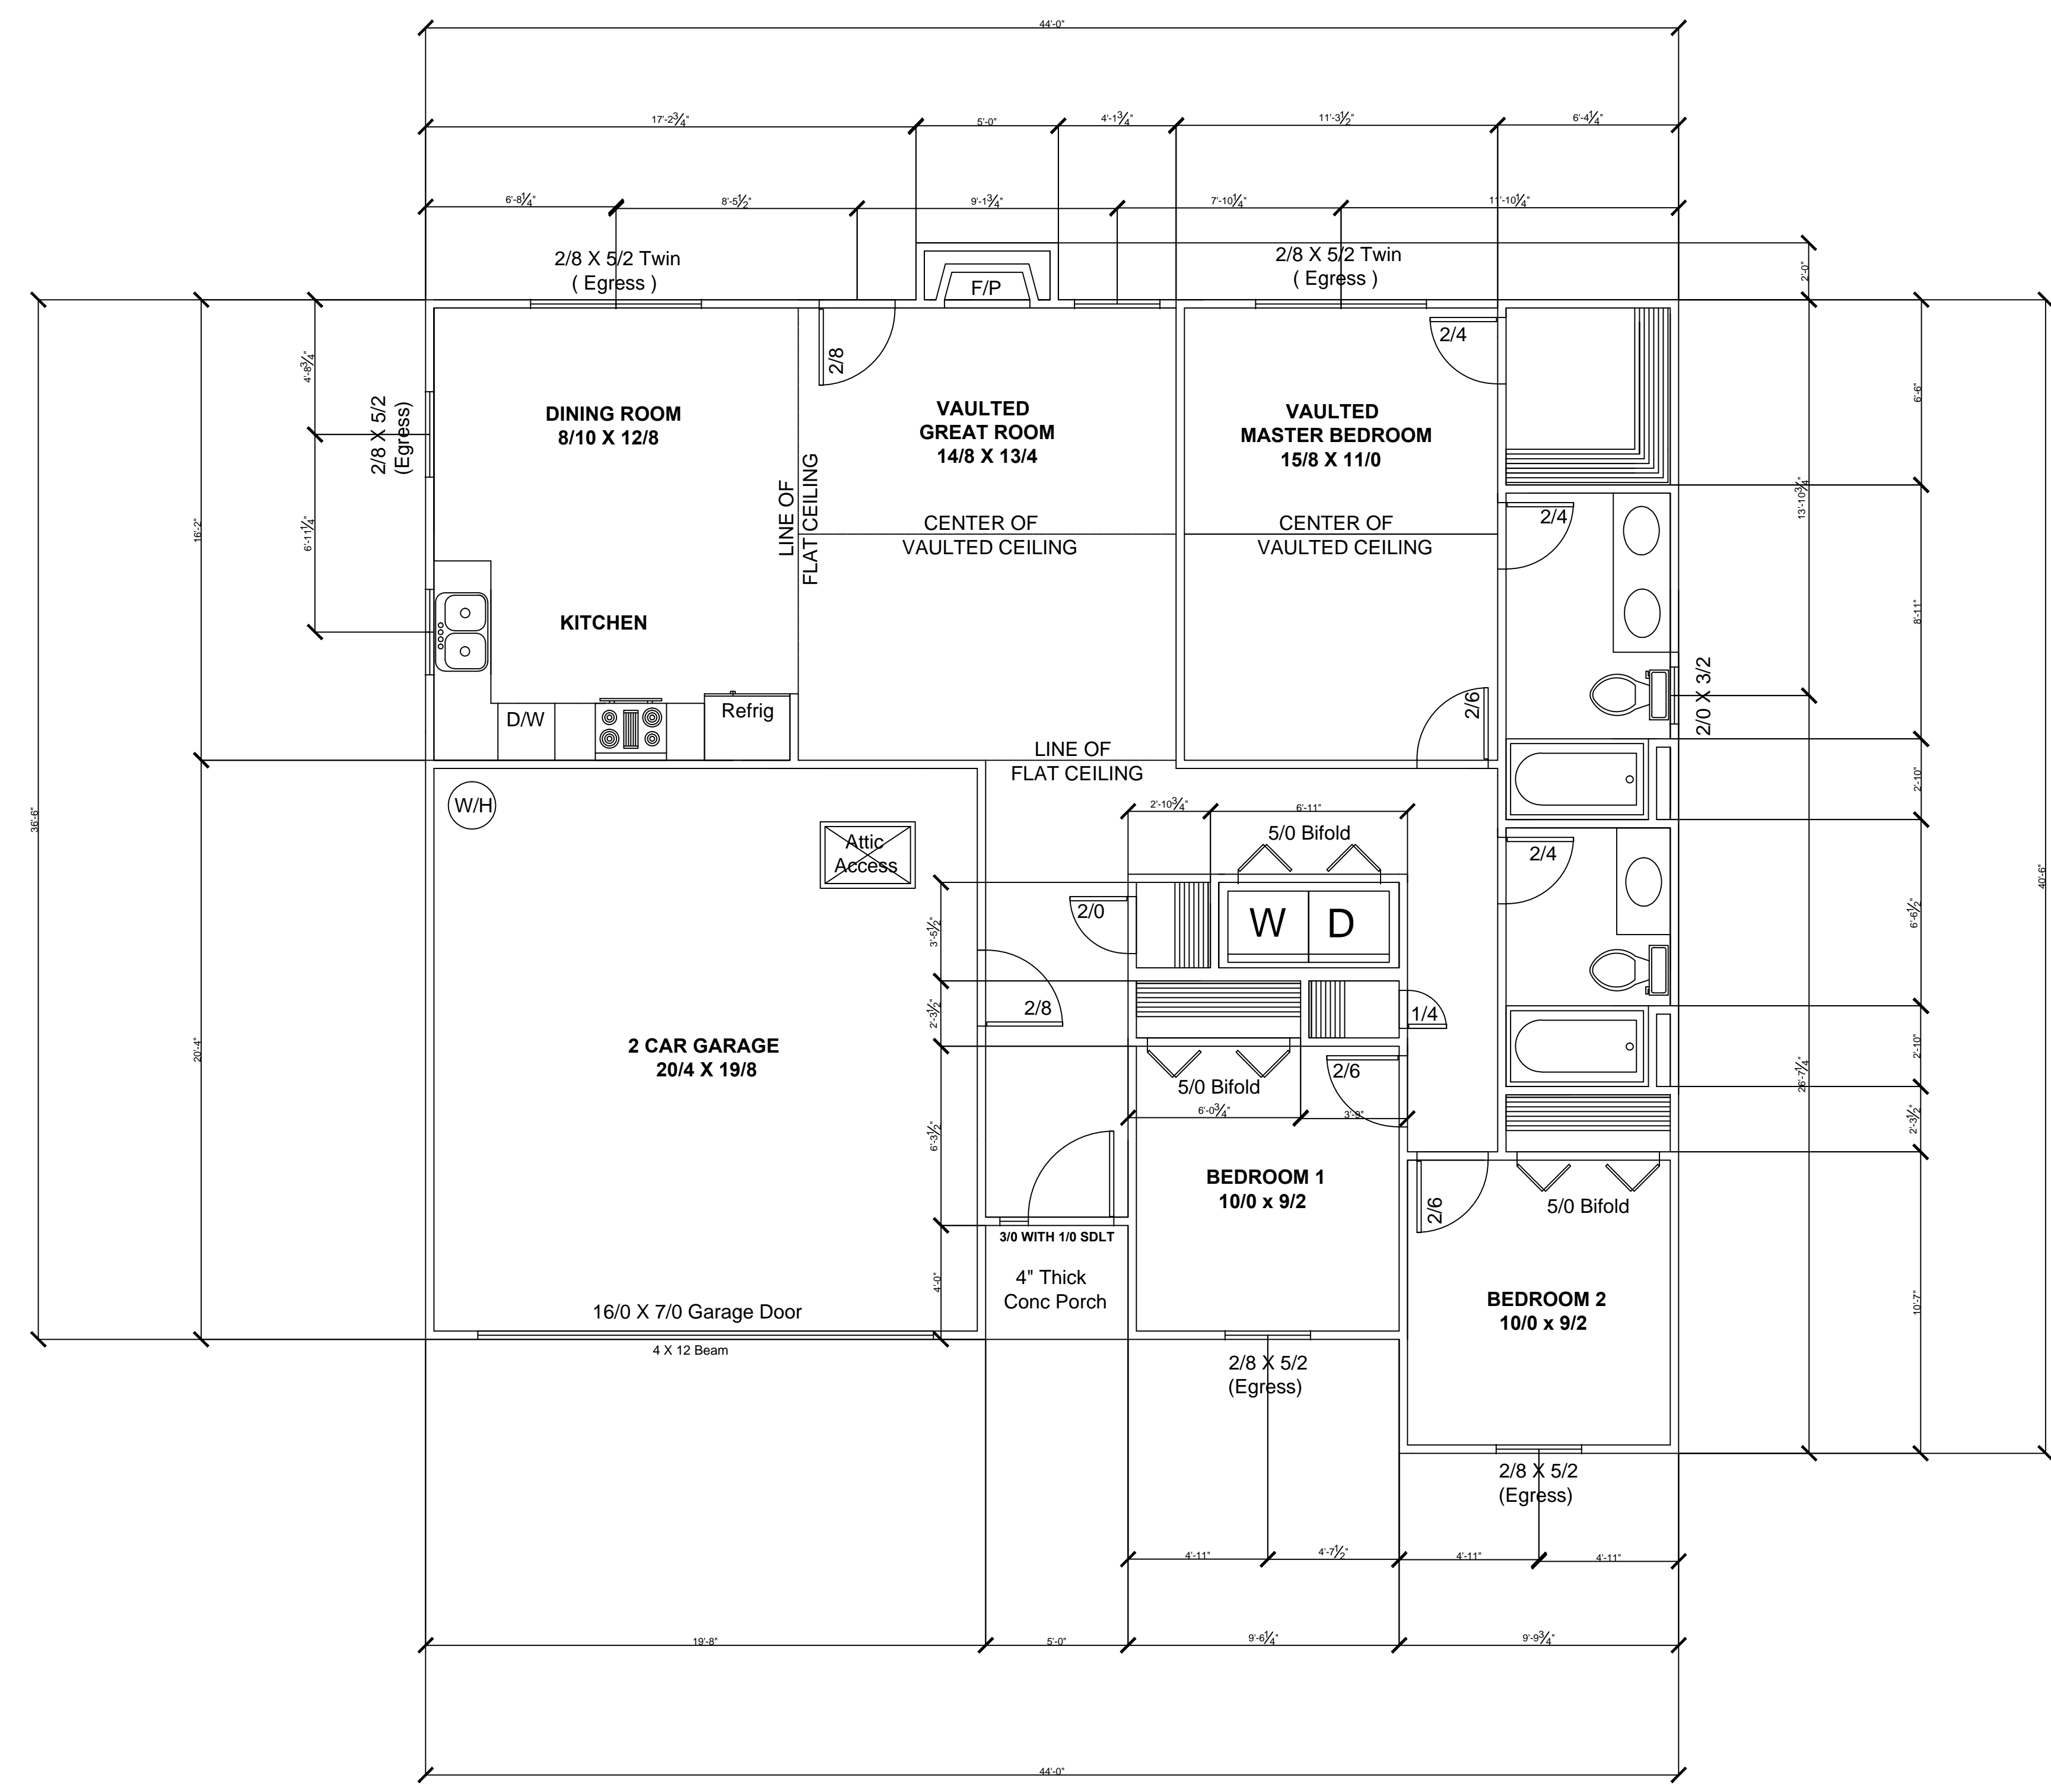 44'-0"
17'-2¾"
5'-0"
4'-1¾"
11'-3½"
6'-4¼"
6'-8¼"
8'-5½"
9'-1¾"
7'-10¼"
11'-10¼"
2/8 X 5/2 Twin
( Egress )
2/8 X 5/2 Twin
( Egress )
2'-0"
F/P
2/8
2/4
4'-8¾"
2/8 X 5/2
(Egress)
DINING ROOM
8/10 X 12/8
VAULTED
GREAT ROOM
14/8 X 13/4
VAULTED
MASTER BEDROOM
15/8 X 11/0
6'-6"
13'-10¾"
LINE OF
FLAT CEILING
CENTER OF
VAULTED CEILING
CENTER OF
VAULTED CEILING
2/4
16'-2"
6'-11¼"
KITCHEN
8'-11"
2/0 X 3/2
D/W
Refrig
2/6
LINE OF
FLAT CEILING
2'-10"
W/H
Attic
Access
2'-10¾"
6'-11"
5/0 Bifold
2/4
36'-6"
40'-6"
2/0
W
D
3'-5½"
6'-6½"
2/8
1/4
2'-3½"
2 CAR GARAGE
20/4 X 19/8
20'-4"
5/0 Bifold
2/6
2'-10"
26'-7¼"
6'-0¾"
3'-9"
2'-3½"
6'-3½"
BEDROOM 1
10/0 x 9/2
2/6
5/0 Bifold
3/0 WITH 1/0 SDLT
4" Thick
Conc Porch
4'-0"
16/0 X 7/0 Garage Door
4 X 12 Beam
BEDROOM 2
10/0 x 9/2
10'-7"
2/8 X 5/2
(Egress)
2/8 X 5/2
(Egress)
4'-11"
4'-7½"
4'-11"
4'-11"
19'-8"
5'-0"
9'-6¼"
9'-9¾"
44'-0"